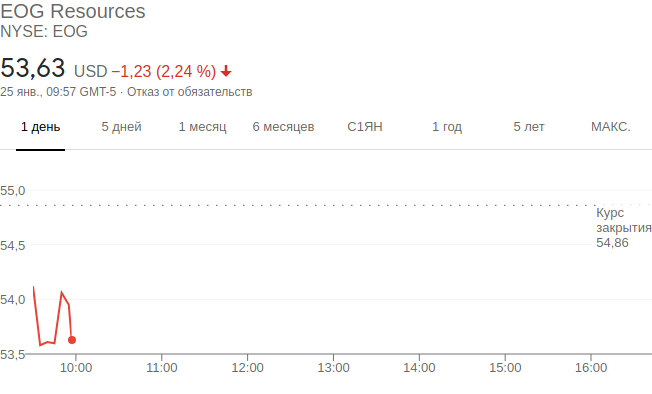 EOG Resources
NYSE: EOG
53,63 USD −1,23 (2,24 %)
25 янв., 09:57 GMT-5 · Отказ от обязательств
1 день 5 дней 1 месяц 6 месяцев С1ЯН 1 год 5 лет МАКС.
55,0
Курс
закрытия
54,86
54,5
54,0
53,5
10:00 11:00 12:00 13:00 14:00 15:00 16:00